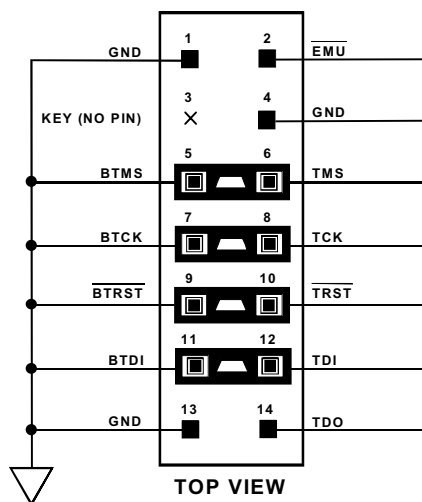 1 2
GND EMU
3 4
KEY (NO PIN) GND
5 6
BTMS TMS
7 8
BTCK TCK
9 10
BTRST TRST
11 12
BTDI TDI
13 14
GND TDO
TOP VIEW